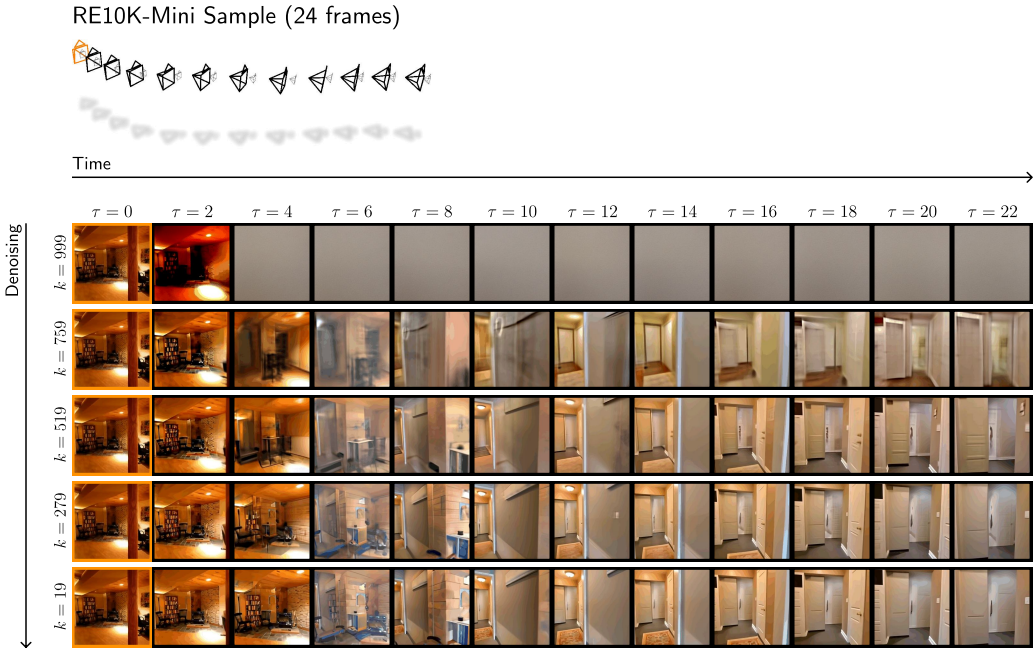 RE10K-Mini Sample (24 frames)
Time
τ = 0 τ = 2 τ = 4 τ = 6 τ = 8 τ = 10 τ = 12 τ = 14 τ = 16 τ = 18 τ = 20 τ = 22
Denoising
k = 999
k = 759
k = 519
k = 279
k = 19